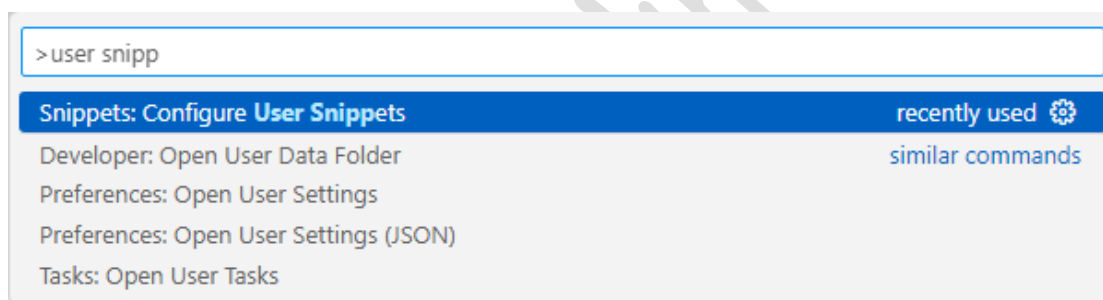 >user snipp
Snippets: Configure User Snippets recently used
Developer: Open User Data Folder similar commands
Preferences: Open User Settings
Preferences: Open User Settings (JSON)
Tasks: Open User Tasks